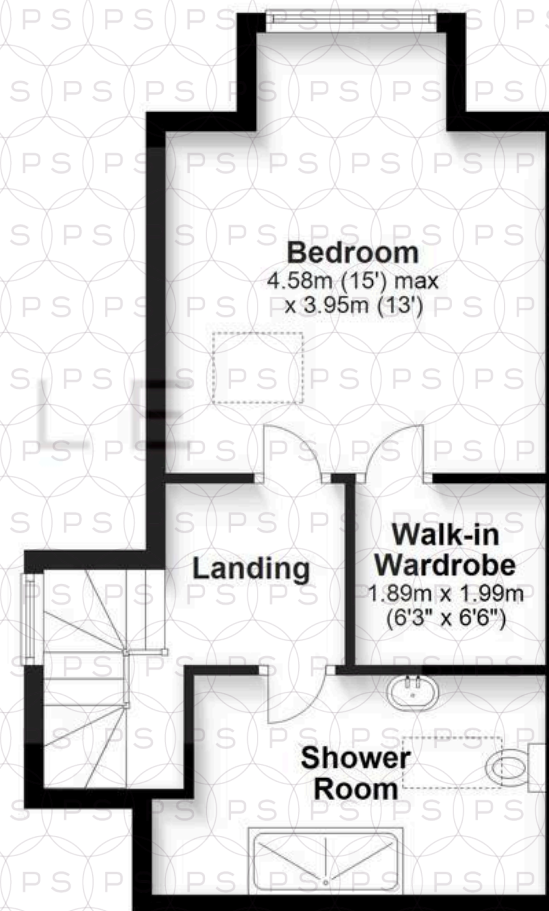 Bedroom
4.58m (15') max
x 3.95m (13')
L E
Landing
Walk-in
Wardrobe
1.89m x 1.99m
(6'3" x 6'6")
Shower
Room